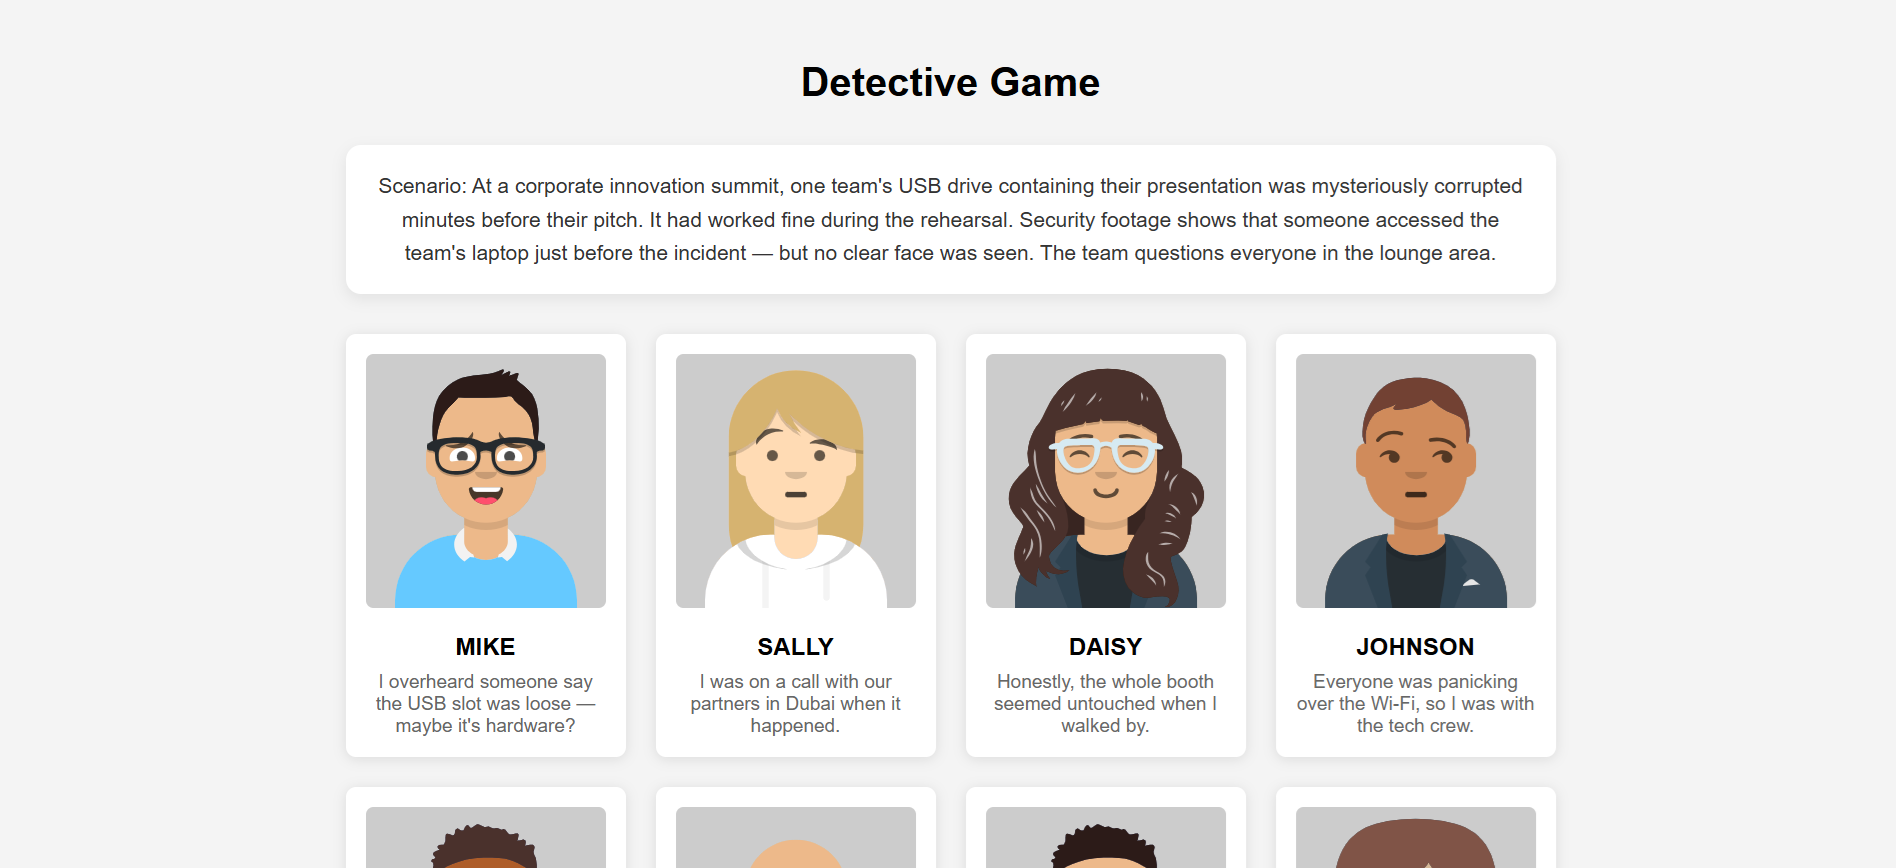 Detective Game
Scenario: At a corporate innovation summit, one team's USB drive containing their presentation was mysteriously corrupted
minutes before their pitch. It had worked fine during the rehearsal. Security footage shows that someone accessed the
team's laptop just before the incident — but no clear face was seen. The team questions everyone in the lounge area.
MIKE
I overheard someone say
the USB slot was loose —
maybe it's hardware?
SALLY
I was on a call with our
partners in Dubai when it
happened.
DAISY
Honestly, the whole booth
seemed untouched when I
walked by.
JOHNSON
Everyone was panicking
over the Wi-Fi, so I was with
the tech crew.